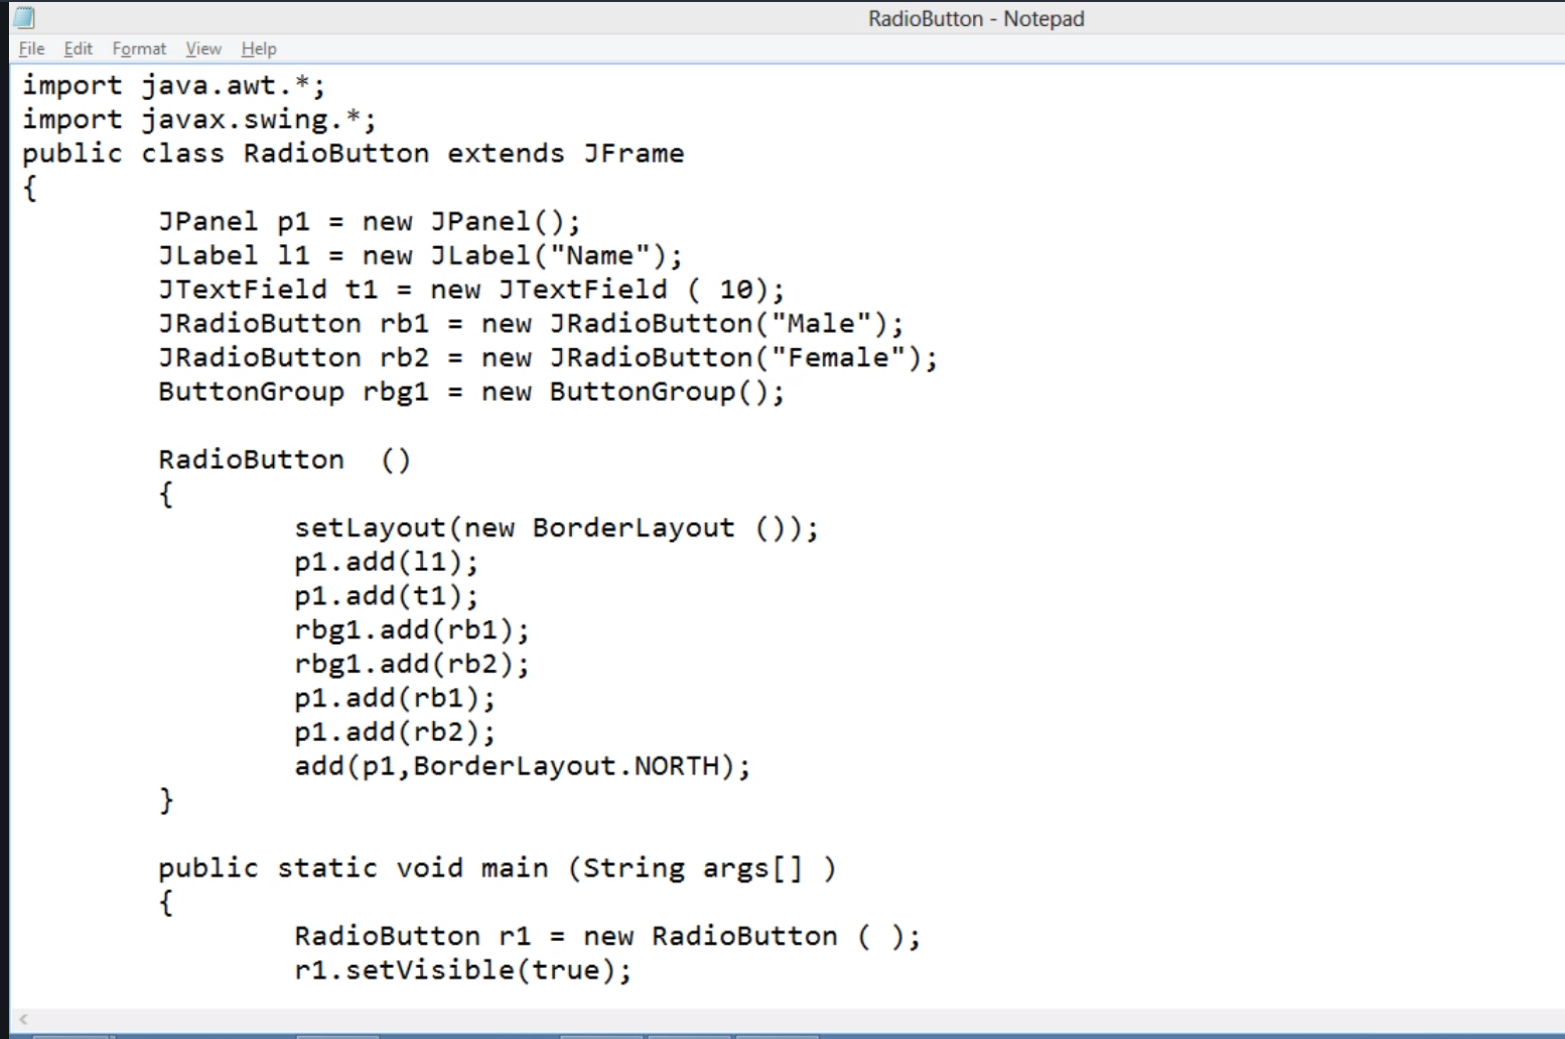 RadioButton - Notepad
File Edit Format View Help
import java.awt.*;
import javax.swing.*;
public class RadioButton extends JFrame
{
        JPanel p1 = new JPanel();
        JLabel l1 = new JLabel("Name");
        JTextField t1 = new JTextField ( 10);
        JRadioButton rb1 = new JRadioButton("Male");
        JRadioButton rb2 = new JRadioButton("Female");
        ButtonGroup rbg1 = new ButtonGroup();

        RadioButton  ()
        {
                setLayout(new BorderLayout ());
                p1.add(l1);
                p1.add(t1);
                rbg1.add(rb1);
                rbg1.add(rb2);
                p1.add(rb1);
                p1.add(rb2);
                add(p1,BorderLayout.NORTH);
        }

        public static void main (String args[] )
        {
                RadioButton r1 = new RadioButton ( );
                r1.setVisible(true);